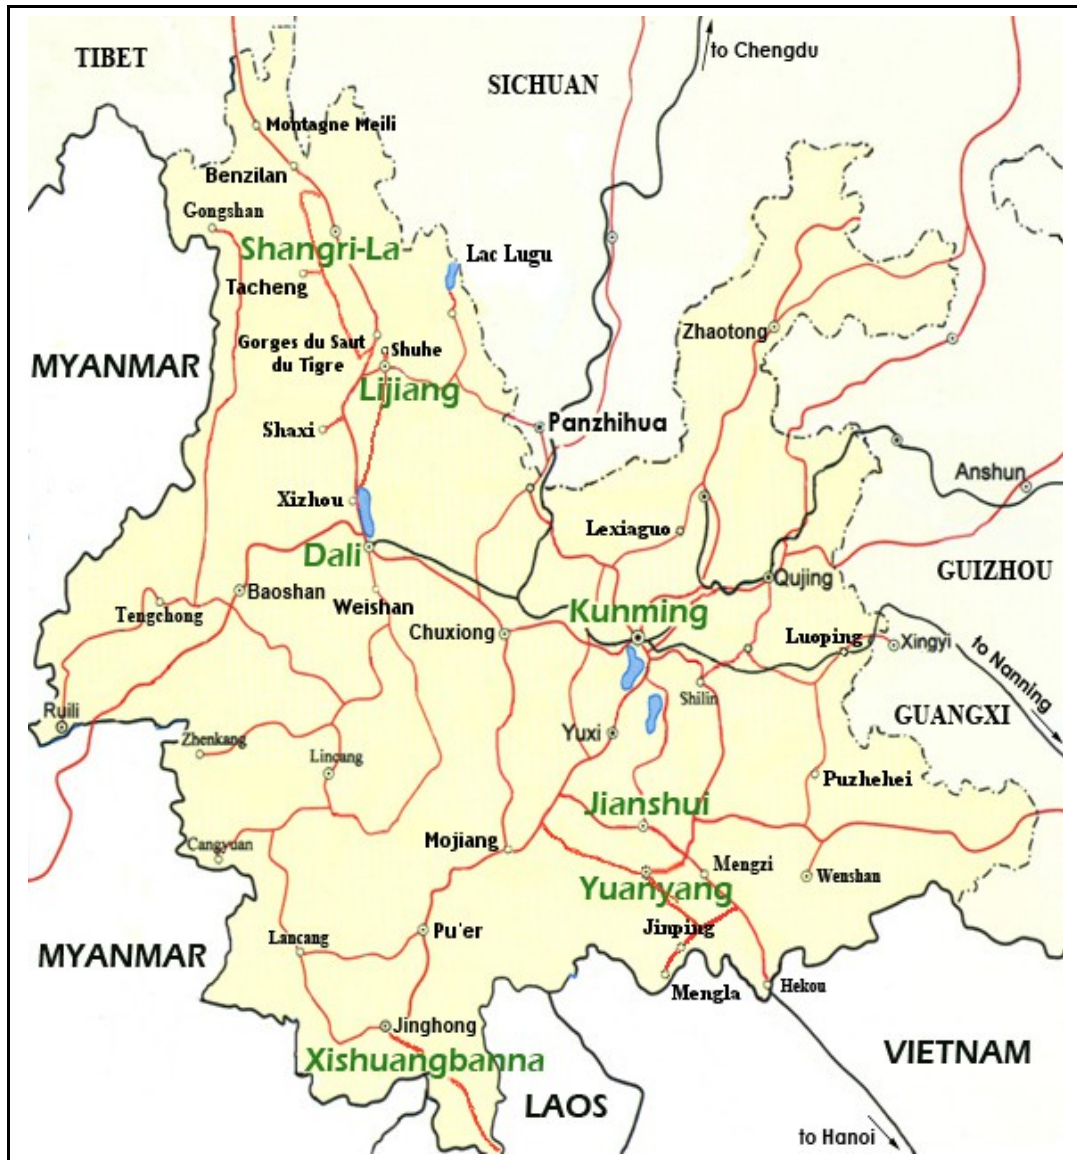 to Chengdu
TIBET
SICHUAN
Montagne Meili
Benzilan
Gongshan
Shangri-La
Lac Lugu
Tacheng
Zhaotong
Gorges du Saut
du Tigre
Shuhe
MYANMAR
Lijiang
Shaxi
Panzhihua
Anshun
Xizhou
Lexiaguo
Dali
GUIZHOU
Qujing
Baoshan
Weishan
Tengchong
Kunming
Chuxiong
Luoping
Xingyi
to Nanning
Shilin
Ruili
GUANGXI
Yuxi
Zhenkang
Lincang
Puzhehei
Jianshui
Mojiang
Cangyuan
Mengzi
Wenshan
Yuanyang
Jinping
Pu'er
Lancang
MYANMAR
Mengla
Hekou
Jinghong
Xishuangbanna
VIETNAM
LAOS
to Hanoi